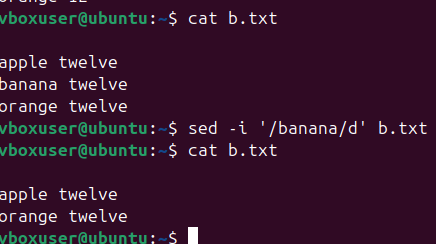 orange 12
vboxuser@ubuntu:~$ cat b.txt

apple twelve
banana twelve
orange twelve
vboxuser@ubuntu:~$ sed -i '/banana/d' b.txt
vboxuser@ubuntu:~$ cat b.txt

apple twelve
orange twelve
vboxuser@ubuntu:~$